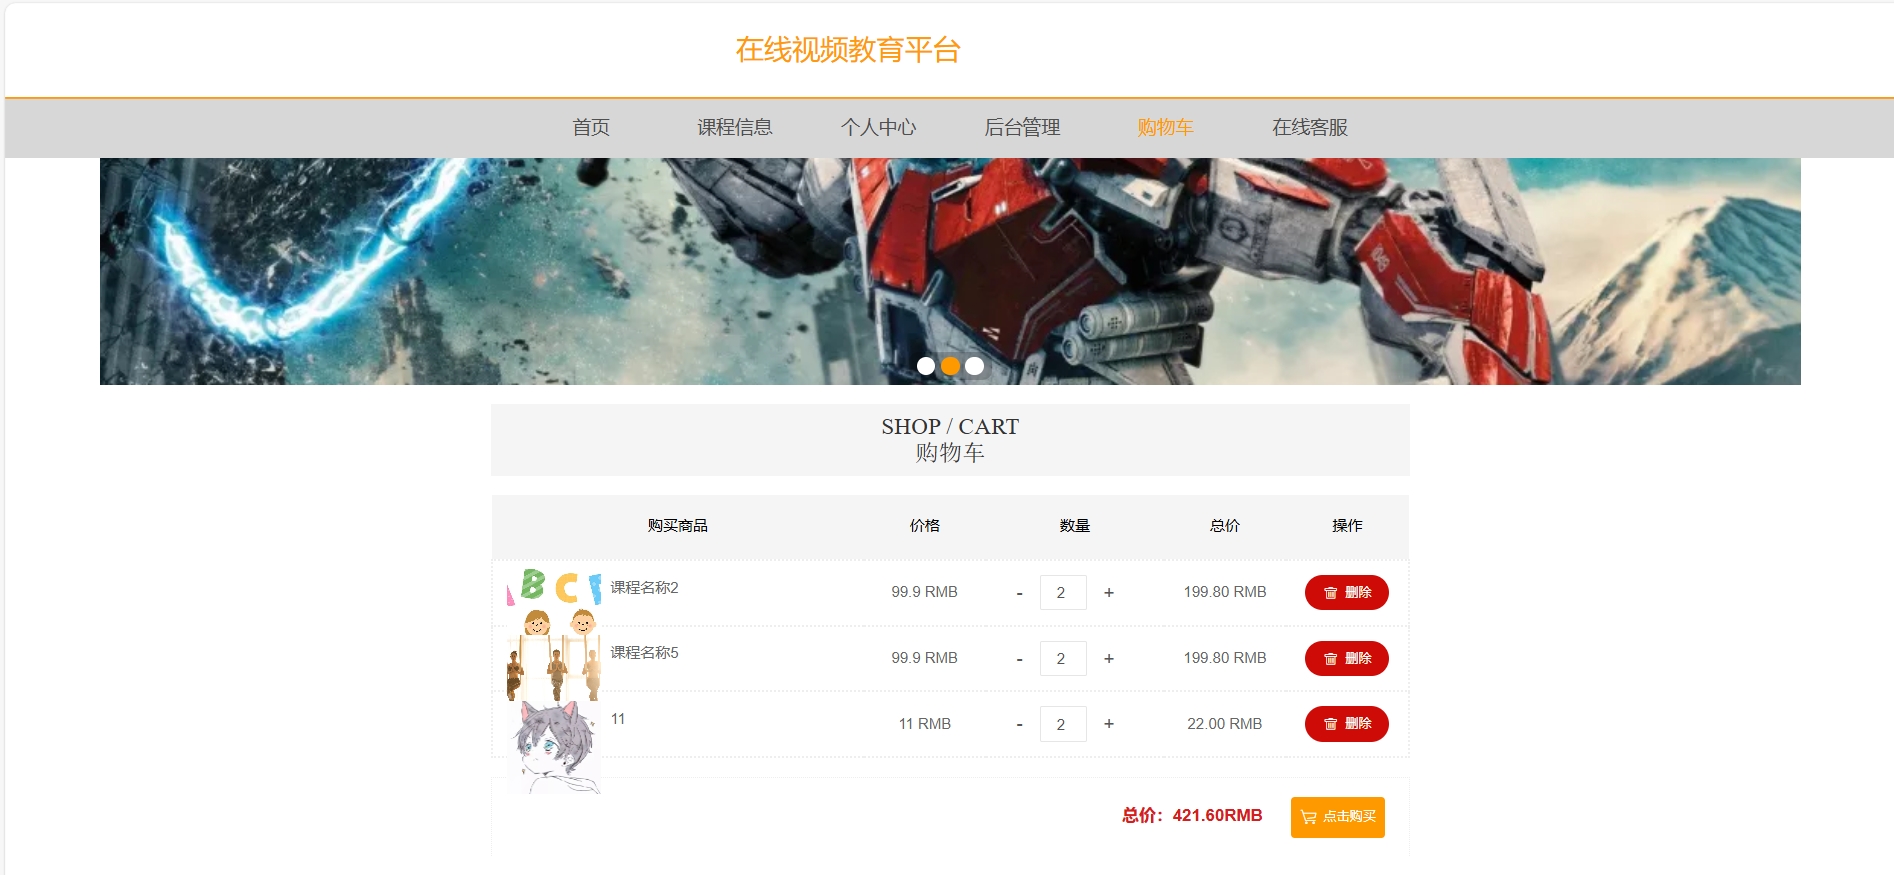 在线视频教育平台
首页 课程信息 个人中心 后台管理 购物车 在线客服
SHOP / CART
购物车
购买商品 价格 数量 总价 操作
A B C
课程名称2 99.9 RMB - 2 + 199.80 RMB 删除
课程名称5 99.9 RMB - 2 + 199.80 RMB 删除
11 11 RMB - 2 + 22.00 RMB 删除
总价：421.60RMB 点击购买